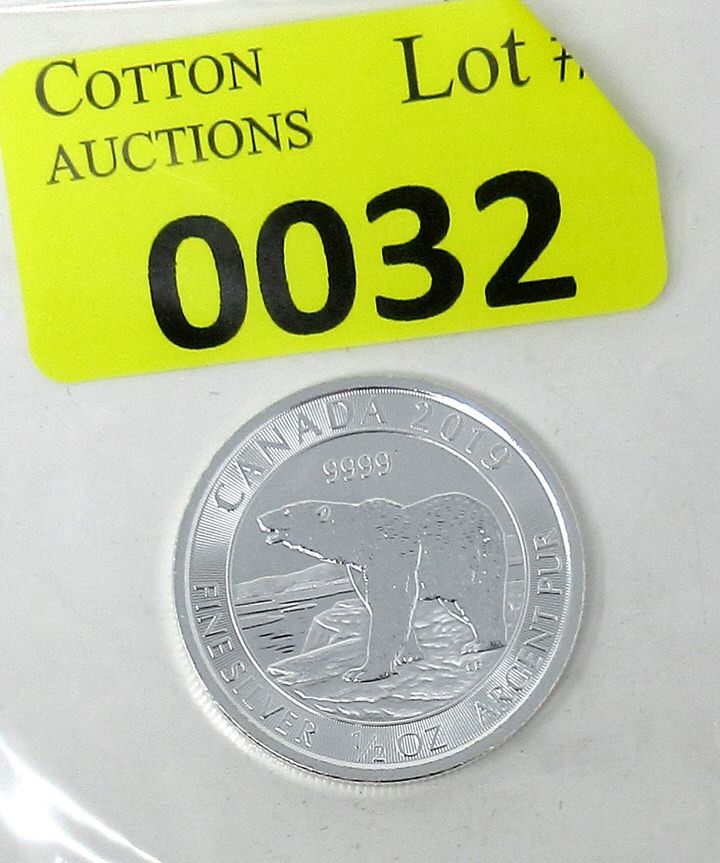 COTTON
AUCTIONS
Lot #
0032
CANADA 2019
9999
FINE SILVER 1/2 OZ ARGENT PUR